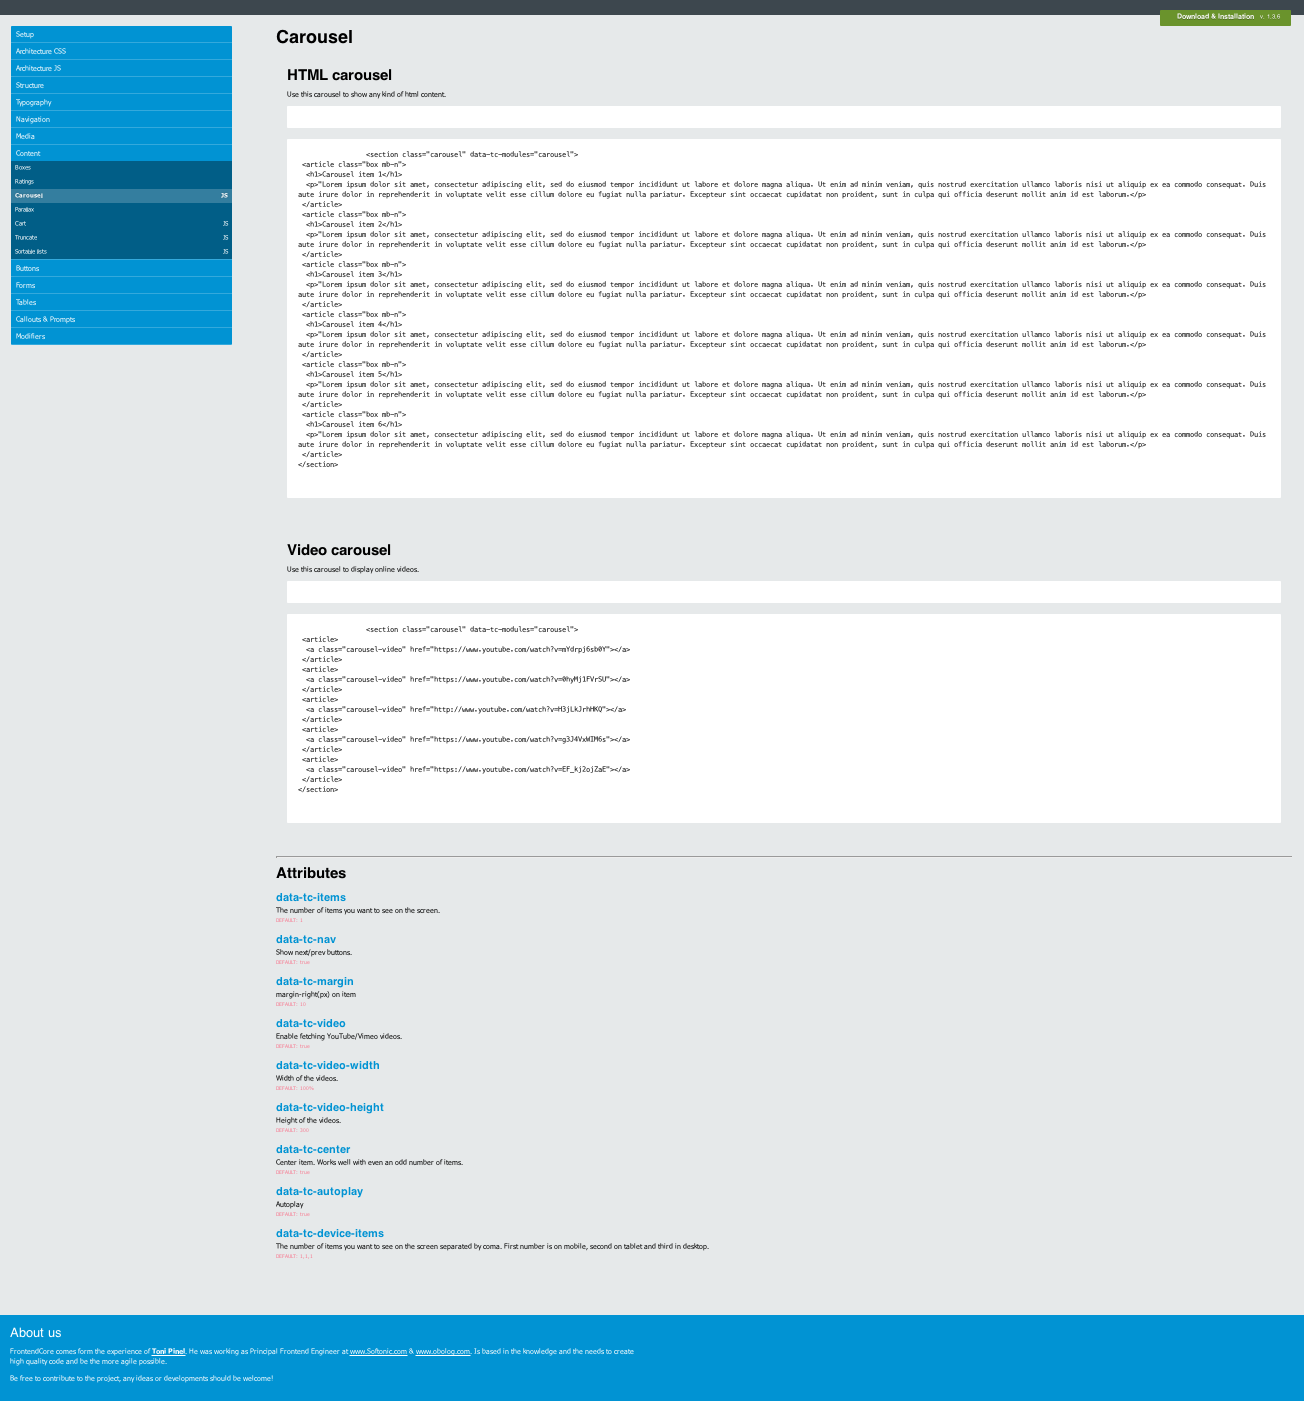 Download & Installation v. 1.3.6
Setup
Architecture CSS
Architecture JS
Structure
Typography
Navigation
Media
Content
Boxes
Ratings
Carousel JS
Parallax
Cart JS
Truncate JS
Sortable lists JS
Buttons
Forms
Tables
Callouts & Prompts
Modifiers
Carousel
HTML carousel
Use this carousel to show any kind of html content.
<section class="carousel" data-tc-modules="carousel">
<article class="box mb-n">
<h1>Carousel item 1</h1>
<p>"Lorem ipsum dolor sit amet, consectetur adipiscing elit, sed do eiusmod tempor incididunt ut labore et dolore magna aliqua. Ut enim ad minim veniam, quis nostrud exercitation ullamco laboris nisi ut aliquip ex ea commodo consequat. Duis
aute irure dolor in reprehenderit in voluptate velit esse cillum dolore eu fugiat nulla pariatur. Excepteur sint occaecat cupidatat non proident, sunt in culpa qui officia deserunt mollit anim id est laborum.</p>
</article>
<article class="box mb-n">
<h1>Carousel item 2</h1>
<p>"Lorem ipsum dolor sit amet, consectetur adipiscing elit, sed do eiusmod tempor incididunt ut labore et dolore magna aliqua. Ut enim ad minim veniam, quis nostrud exercitation ullamco laboris nisi ut aliquip ex ea commodo consequat. Duis
aute irure dolor in reprehenderit in voluptate velit esse cillum dolore eu fugiat nulla pariatur. Excepteur sint occaecat cupidatat non proident, sunt in culpa qui officia deserunt mollit anim id est laborum.</p>
</article>
<article class="box mb-n">
<h1>Carousel item 3</h1>
<p>"Lorem ipsum dolor sit amet, consectetur adipiscing elit, sed do eiusmod tempor incididunt ut labore et dolore magna aliqua. Ut enim ad minim veniam, quis nostrud exercitation ullamco laboris nisi ut aliquip ex ea commodo consequat. Duis
aute irure dolor in reprehenderit in voluptate velit esse cillum dolore eu fugiat nulla pariatur. Excepteur sint occaecat cupidatat non proident, sunt in culpa qui officia deserunt mollit anim id est laborum.</p>
</article>
<article class="box mb-n">
<h1>Carousel item 4</h1>
<p>"Lorem ipsum dolor sit amet, consectetur adipiscing elit, sed do eiusmod tempor incididunt ut labore et dolore magna aliqua. Ut enim ad minim veniam, quis nostrud exercitation ullamco laboris nisi ut aliquip ex ea commodo consequat. Duis
aute irure dolor in reprehenderit in voluptate velit esse cillum dolore eu fugiat nulla pariatur. Excepteur sint occaecat cupidatat non proident, sunt in culpa qui officia deserunt mollit anim id est laborum.</p>
</article>
<article class="box mb-n">
<h1>Carousel item 5</h1>
<p>"Lorem ipsum dolor sit amet, consectetur adipiscing elit, sed do eiusmod tempor incididunt ut labore et dolore magna aliqua. Ut enim ad minim veniam, quis nostrud exercitation ullamco laboris nisi ut aliquip ex ea commodo consequat. Duis
aute irure dolor in reprehenderit in voluptate velit esse cillum dolore eu fugiat nulla pariatur. Excepteur sint occaecat cupidatat non proident, sunt in culpa qui officia deserunt mollit anim id est laborum.</p>
</article>
<article class="box mb-n">
<h1>Carousel item 6</h1>
<p>"Lorem ipsum dolor sit amet, consectetur adipiscing elit, sed do eiusmod tempor incididunt ut labore et dolore magna aliqua. Ut enim ad minim veniam, quis nostrud exercitation ullamco laboris nisi ut aliquip ex ea commodo consequat. Duis
aute irure dolor in reprehenderit in voluptate velit esse cillum dolore eu fugiat nulla pariatur. Excepteur sint occaecat cupidatat non proident, sunt in culpa qui officia deserunt mollit anim id est laborum.</p>
</article>
</section>
Video carousel
Use this carousel to display online videos.
<section class="carousel" data-tc-modules="carousel">
<article>
<a class="carousel-video" href="https://www.youtube.com/watch?v=mYdrpj6sb0Y"></a>
</article>
<article>
<a class="carousel-video" href="https://www.youtube.com/watch?v=0hyMj1FVrSU"></a>
</article>
<article>
<a class="carousel-video" href="http://www.youtube.com/watch?v=H3jLkJrhHKQ"></a>
</article>
<article>
<a class="carousel-video" href="https://www.youtube.com/watch?v=g3J4VxWIM6s"></a>
</article>
<article>
<a class="carousel-video" href="https://www.youtube.com/watch?v=EF_kj2ojZaE"></a>
</article>
</section>
Attributes
data-tc-items
The number of items you want to see on the screen.
DEFAULT: 1
data-tc-nav
Show next/prev buttons.
DEFAULT: true
data-tc-margin
margin-right(px) on item
DEFAULT: 10
data-tc-video
Enable fetching YouTube/Vimeo videos.
DEFAULT: true
data-tc-video-width
Width of the videos.
DEFAULT: 100%
data-tc-video-height
Height of the videos.
DEFAULT:
data-tc-center
Center item. Works well with even an odd number of items.
DEFAULT: true
data-tc-autoplay
Autoplay
DEFAULT: true
data-tc-device-items
The number of items you want to see on the screen separated by coma. First number is on mobile, second on tablet and third in desktop.
DEFAULT: 1,1,1
About us
FrontendCore comes form the experience of Toni Pinel. He was working as Principal Frontend Engineer at www.Softonic.com & www.obolog.com. Is based in the knowledge and the needs to create
high quality code and be the more agile possible.
Be free to contribute to the project, any ideas or developments should be welcome!